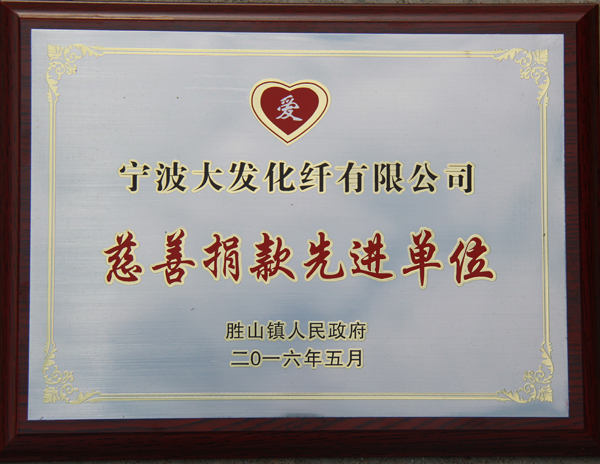 爱
宁波大发化纤有限公司
慈善捐款先进单位
胜山镇人民政府
二〇一六年五月